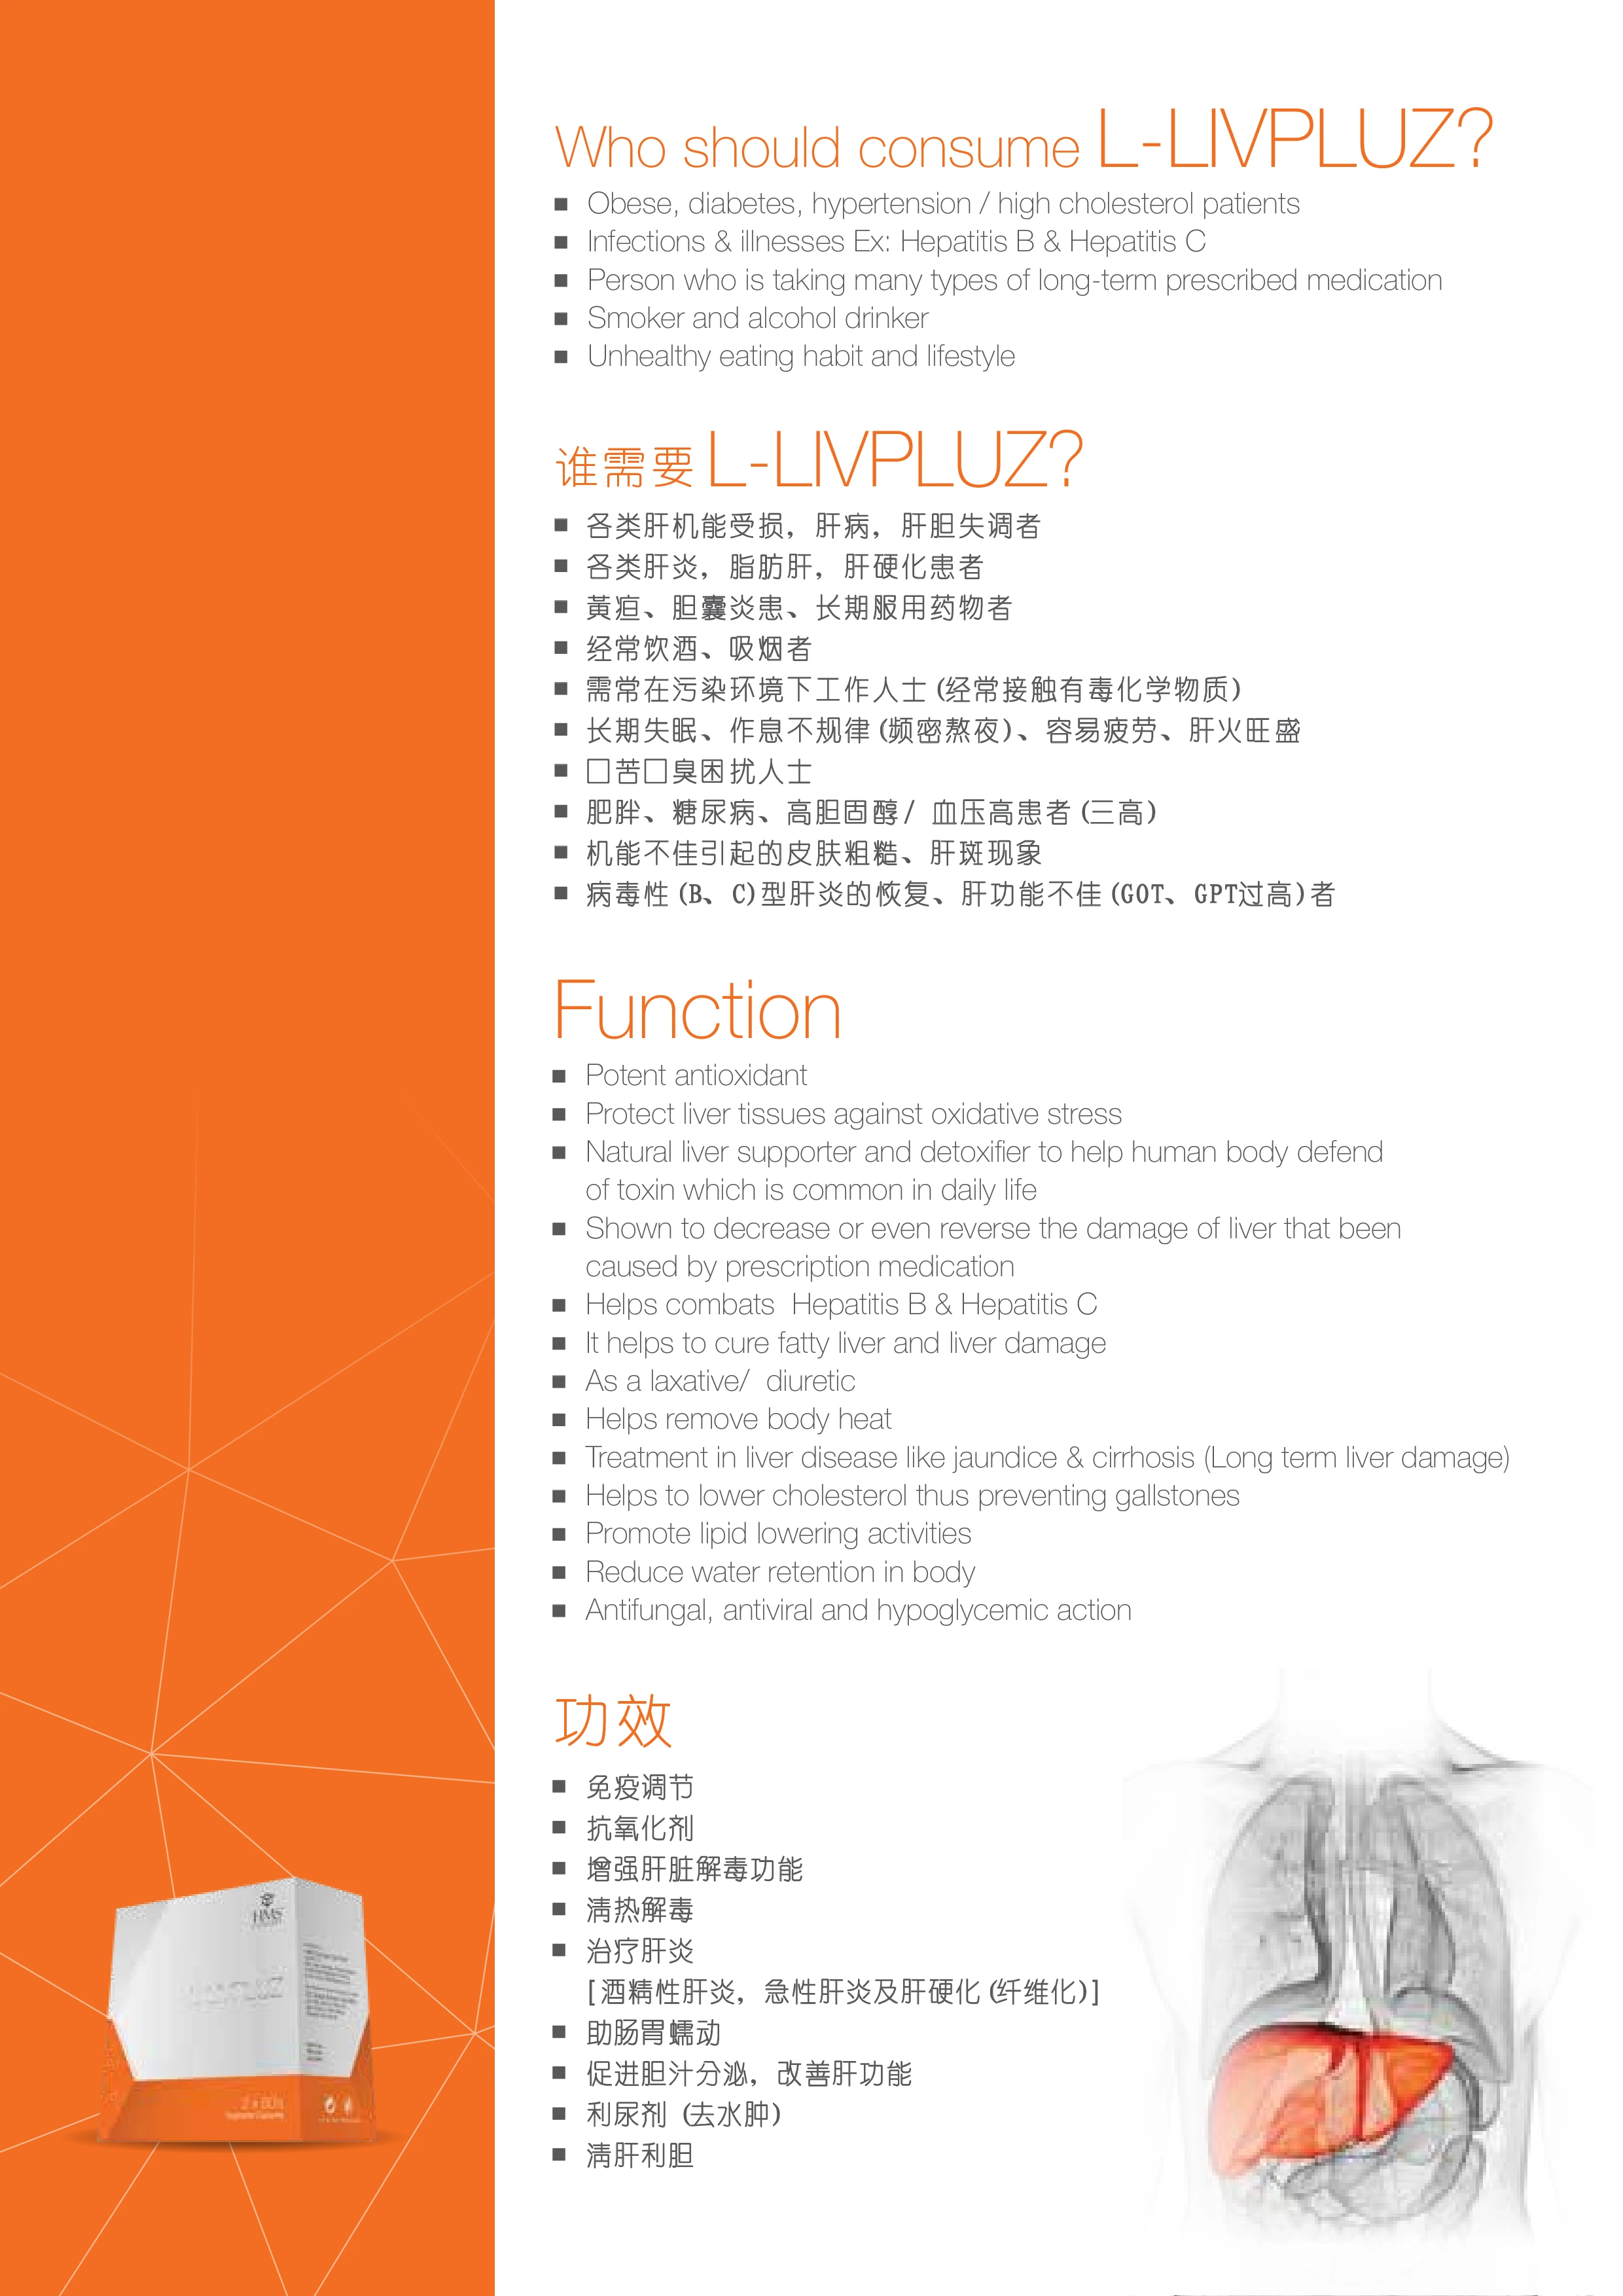 Who should consume L-LIVPLUZ?
■ Obese, diabetes, hypertension / high cholesterol patients
■ Infections & illnesses Ex: Hepatitis B & Hepatitis C
■ Person who is taking many types of long-term prescribed medication
■ Smoker and alcohol drinker
■ Unhealthy eating habit and lifestyle
谁需要 L-LIVPLUZ?
■ 各类肝机能受损，肝病，肝胆失调者
■ 各类肝炎，脂肪肝，肝硬化患者
■ 黃疸、胆囊炎患、长期服用药物者
■ 经常饮酒、吸烟者
■ 需常在污染环境下工作人士 (经常接触有毒化学物质)
■ 长期失眠、作息不规律 (频密熬夜)、容易疲劳、肝火旺盛
■ 口苦口臭困扰人士
■ 肥胖、糖尿病、高胆固醇 / 血压高患者 (三高)
■ 机能不佳引起的皮肤粗糙、肝斑现象
■ 病毒性 (B、C) 型肝炎的恢复、肝功能不佳 (GOT、GPT过高) 者
Function
■ Potent antioxidant
■ Protect liver tissues against oxidative stress
■ Natural liver supporter and detoxifier to help human body defend
of toxin which is common in daily life
■ Shown to decrease or even reverse the damage of liver that been
caused by prescription medication
■ Helps combats Hepatitis B & Hepatitis C
■ It helps to cure fatty liver and liver damage
■ As a laxative/ diuretic
■ Helps remove body heat
■ Treatment in liver disease like jaundice & cirrhosis (Long term liver damage)
■ Helps to lower cholesterol thus preventing gallstones
■ Promote lipid lowering activities
■ Reduce water retention in body
■ Antifungal, antiviral and hypoglycemic action
功效
■ 免疫调节
■ 抗氧化剂
■ 增强肝脏解毒功能
■ 清热解毒
■ 治疗肝炎
[酒精性肝炎，急性肝炎及肝硬化 (纤维化)]
■ 助肠胃蠕动
■ 促进胆汁分泌，改善肝功能
■ 利尿剂 (去水肿)
■ 清肝利胆
HMS